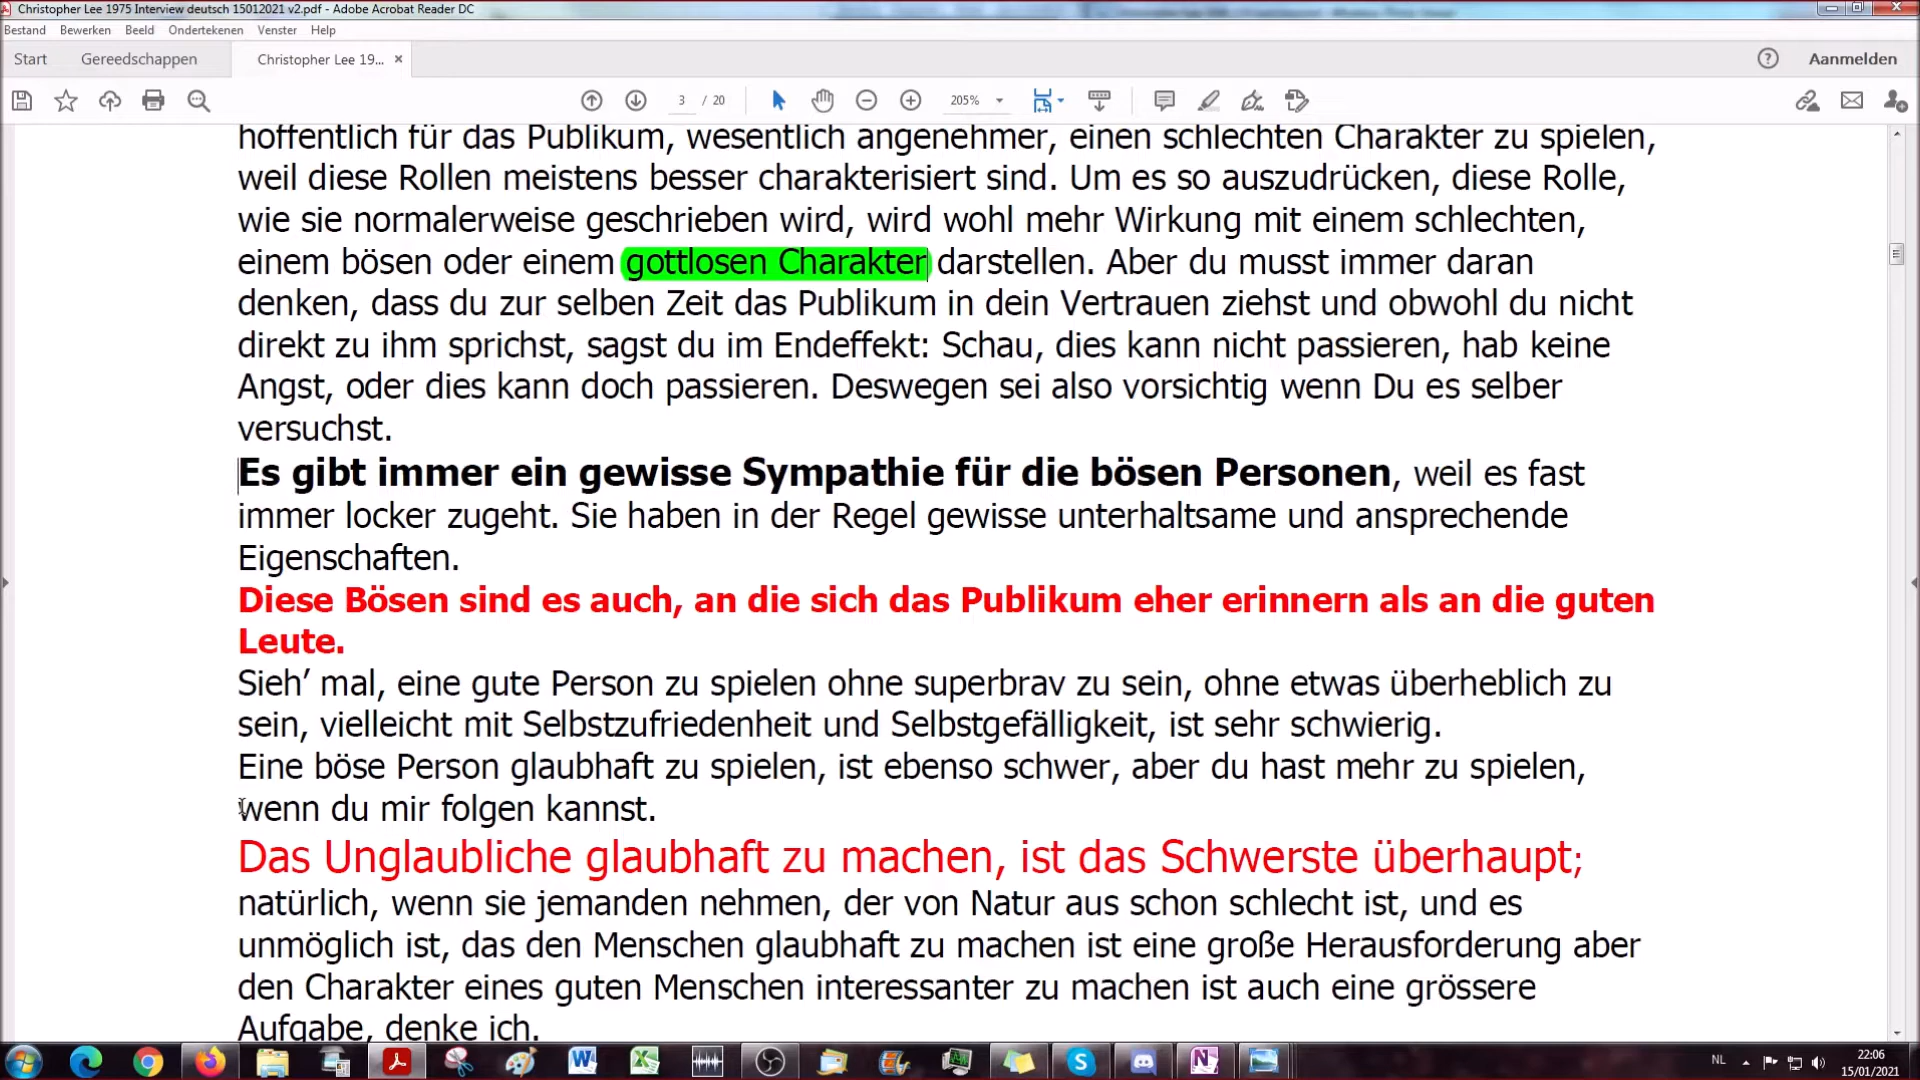 Christopher Lee 1975 Interview deutsch 15012021 v2.pdf - Adobe Acrobat Reader DC
Bestand Bewerken Beeld Ondertekenen Venster Help
Start Gereedschappen Christopher Lee 19... × Aanmelden
3 / 20 205%
hoffentlich für das Publikum, wesentlich angenehmer, einen schlechten Charakter zu spielen,
weil diese Rollen meistens besser charakterisiert sind. Um es so auszudrücken, diese Rolle,
wie sie normalerweise geschrieben wird, wird wohl mehr Wirkung mit einem schlechten,
einem bösen oder einem gottlosen Charakter darstellen. Aber du musst immer daran
denken, dass du zur selben Zeit das Publikum in dein Vertrauen ziehst und obwohl du nicht
direkt zu ihm sprichst, sagst du im Endeffekt: Schau, dies kann nicht passieren, hab keine
Angst, oder dies kann doch passieren. Deswegen sei also vorsichtig wenn Du es selber
versuchst.
Es gibt immer ein gewisse Sympathie für die bösen Personen, weil es fast
immer locker zugeht. Sie haben in der Regel gewisse unterhaltsame und ansprechende
Eigenschaften.
Diese Bösen sind es auch, an die sich das Publikum eher erinnern als an die guten
Leute.
Sieh’ mal, eine gute Person zu spielen ohne superbrav zu sein, ohne etwas überheblich zu
sein, vielleicht mit Selbstzufriedenheit und Selbstgefälligkeit, ist sehr schwierig.
Eine böse Person glaubhaft zu spielen, ist ebenso schwer, aber du hast mehr zu spielen,
wenn du mir folgen kannst.
Das Unglaubliche glaubhaft zu machen, ist das Schwerste überhaupt;
natürlich, wenn sie jemanden nehmen, der von Natur aus schon schlecht ist, und es
unmöglich ist, das den Menschen glaubhaft zu machen ist eine große Herausforderung aber
den Charakter eines guten Menschen interessanter zu machen ist auch eine grössere
Aufgabe, denke ich.
NL 22:06
15/01/2021